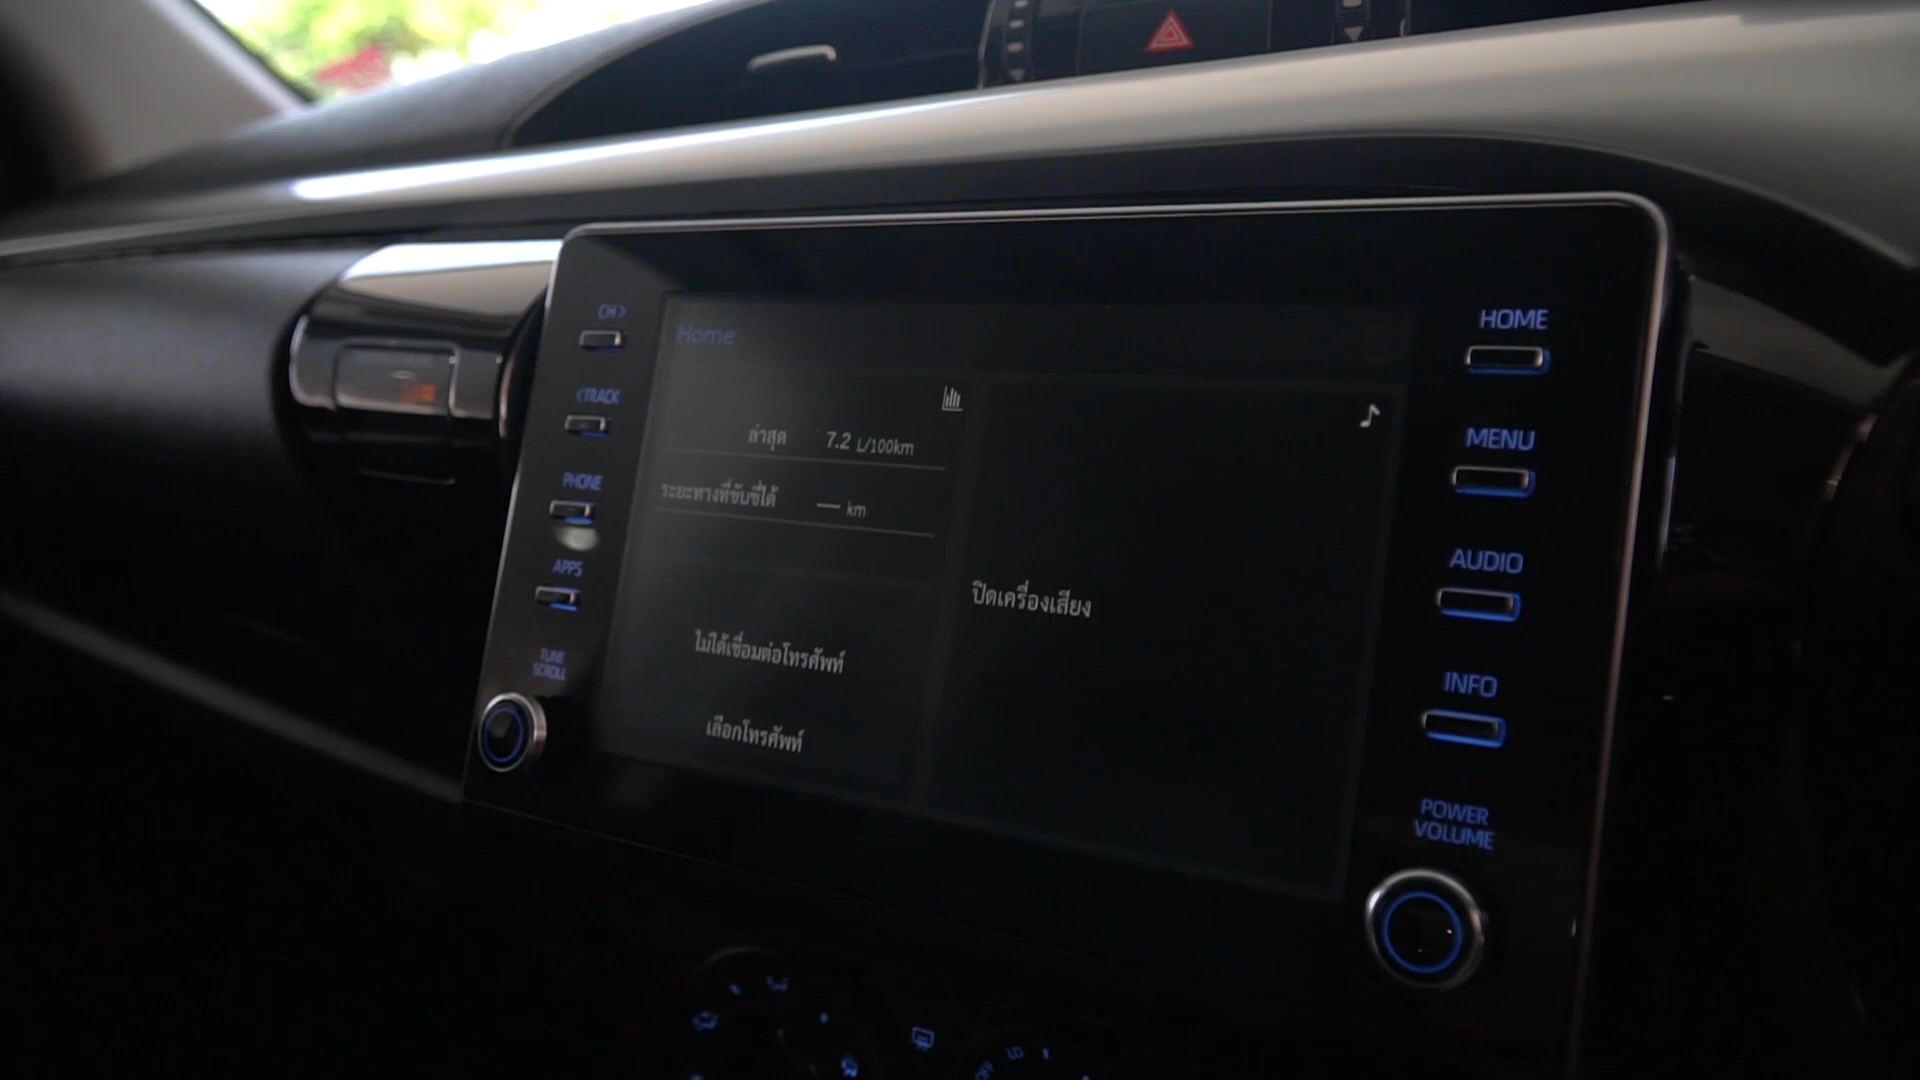 CH>
<TRACK
PHONE
APPS
TUNE
SCROLL
Home
ล่าสุด 7.2 L/100km
ระยะทางที่ขับขี่ได้ — km
ไม่ได้เชื่อมต่อโทรศัพท์
เลือกโทรศัพท์
ปิดเครื่องเสียง
HOME
MENU
AUDIO
INFO
POWER
VOLUME
OFF LO